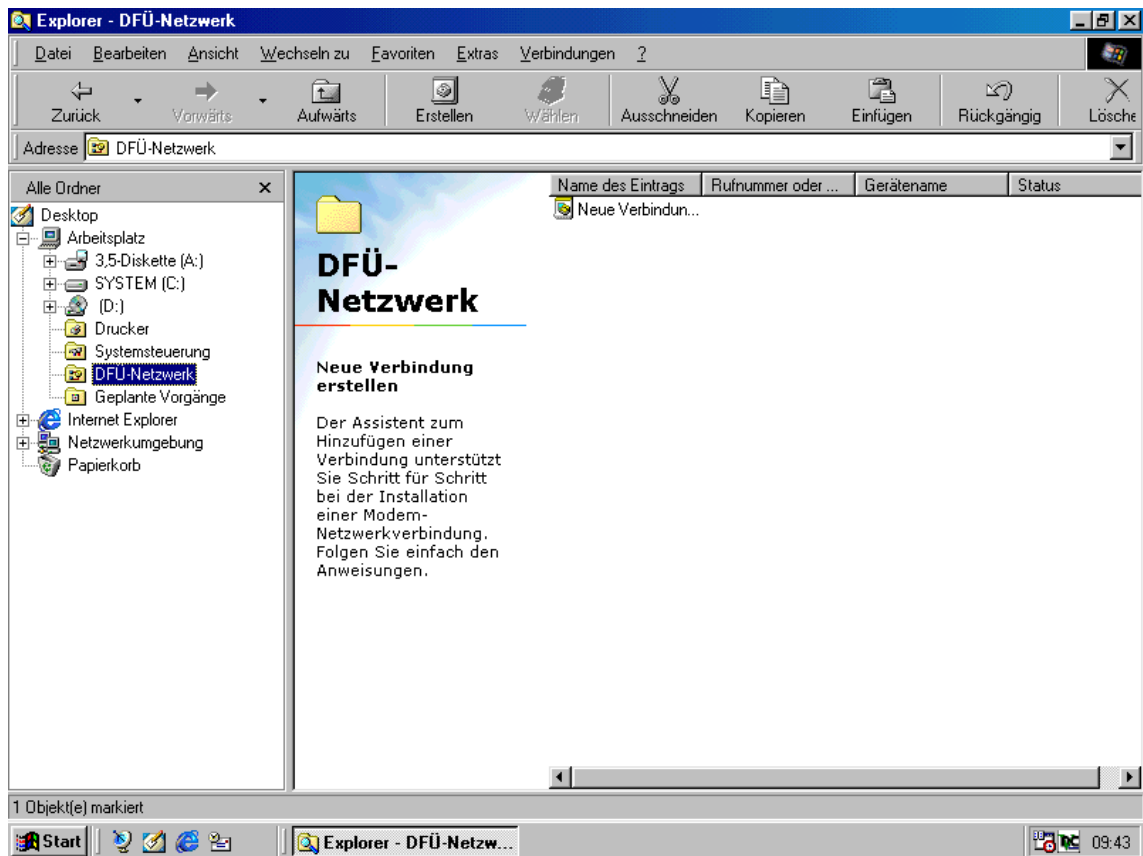 Explorer - DFÜ-Netzwerk
Datei Bearbeiten Ansicht Wechseln zu Favoriten Extras Verbindungen ?
Zurück Vorwärts Aufwärts Erstellen Wählen Ausschneiden Kopieren Einfügen Rückgängig Lösche
Adresse DFÜ-Netzwerk
Alle Ordner
Desktop
Arbeitsplatz
3,5-Diskette (A:)
SYSTEM (C:)
(D:)
Drucker
Systemsteuerung
DFÜ-Netzwerk
Geplante Vorgänge
Internet Explorer
Netzwerkumgebung
Papierkorb
DFÜ-
Netzwerk
Neue Verbindung
erstellen
Der Assistent zum
Hinzufügen einer
Verbindung unterstützt
Sie Schritt für Schritt
bei der Installation
einer Modem-
Netzwerkverbindung.
Folgen Sie einfach den
Anweisungen.
Name des Eintrags Rufnummer oder ... Gerätename Status
Neue Verbindun...
1 Objekt(e) markiert
Start Explorer - DFÜ-Netzw... 09:43